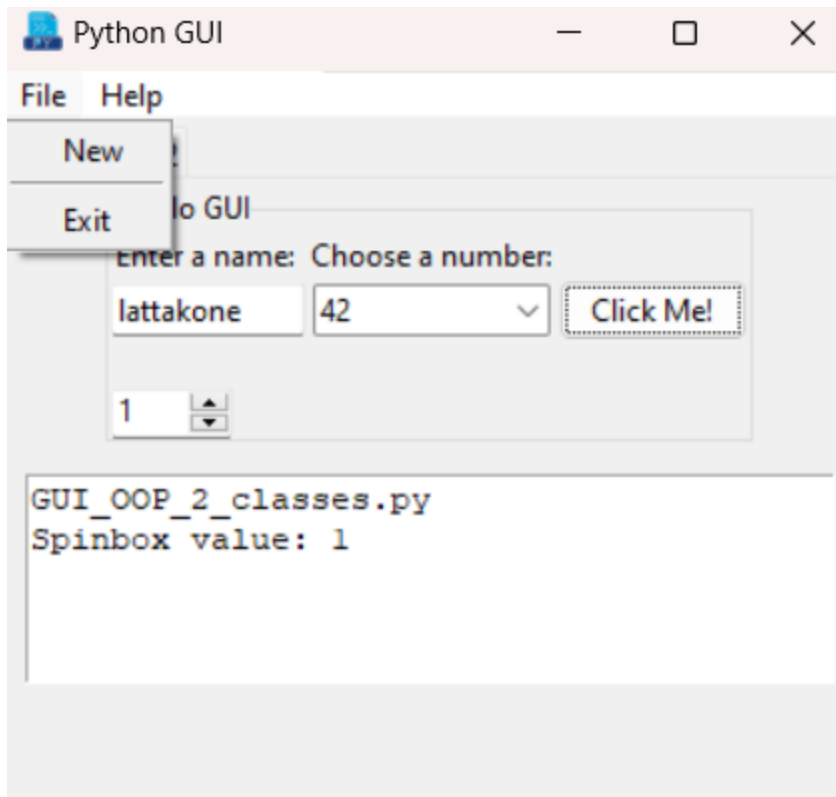 Python GUI
File Help
New
Exit
lo GUI
Enter a name: Choose a number:
lattakone 42 Click Me!
1
GUI_OOP_2_classes.py
Spinbox value: 1